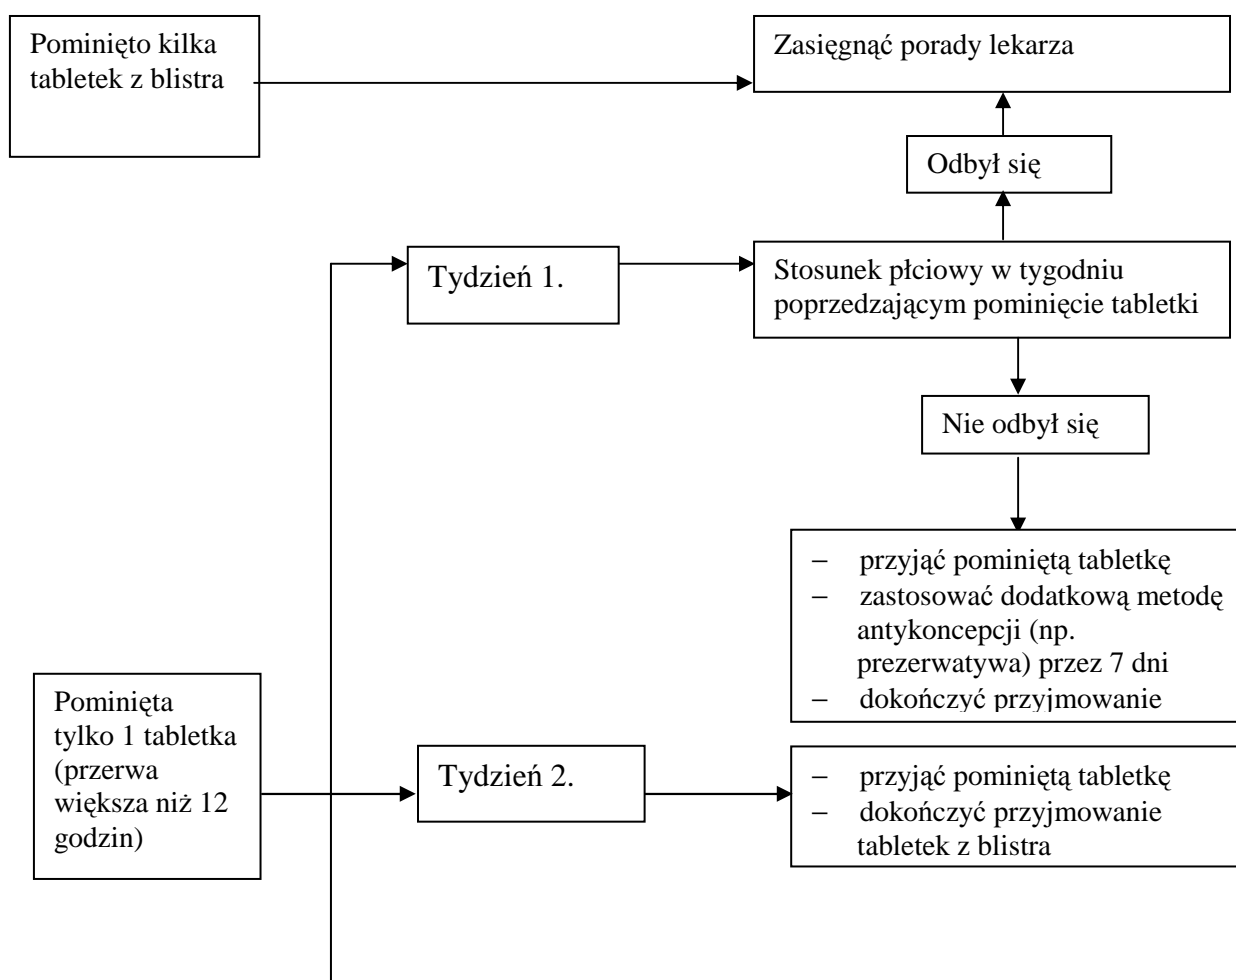 Pominięto kilka
tabletek z blistra
Zasięgnąć porady lekarza
Odbył się
Tydzień 1.
Stosunek płciowy w tygodniu
poprzedzającym pominięcie tabletki
Nie odbył się
– przyjąć pominiętą tabletkę
– zastosować dodatkową metodę
antykoncepcji (np.
prezerwatywa) przez 7 dni
– dokończyć przyjmowanie
Pominięta
tylko 1 tabletka
(przerwa
większa niż 12
godzin)
Tydzień 2.
– przyjąć pominiętą tabletkę
– dokończyć przyjmowanie
tabletek z blistra